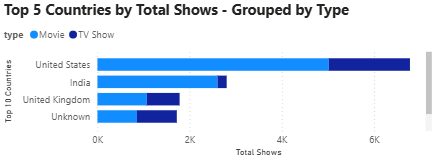 Top 5 Countries by Total Shows - Grouped by Type
type Movie TV Show
Top 10 Countries
United States
India
United Kingdom
Unknown
0K 2K 4K 6K
Total Shows